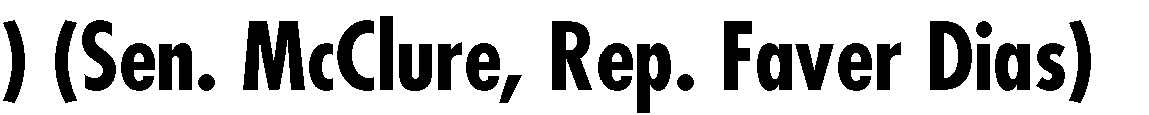 ) (Sen. McClure, Rep. Faver Dias)